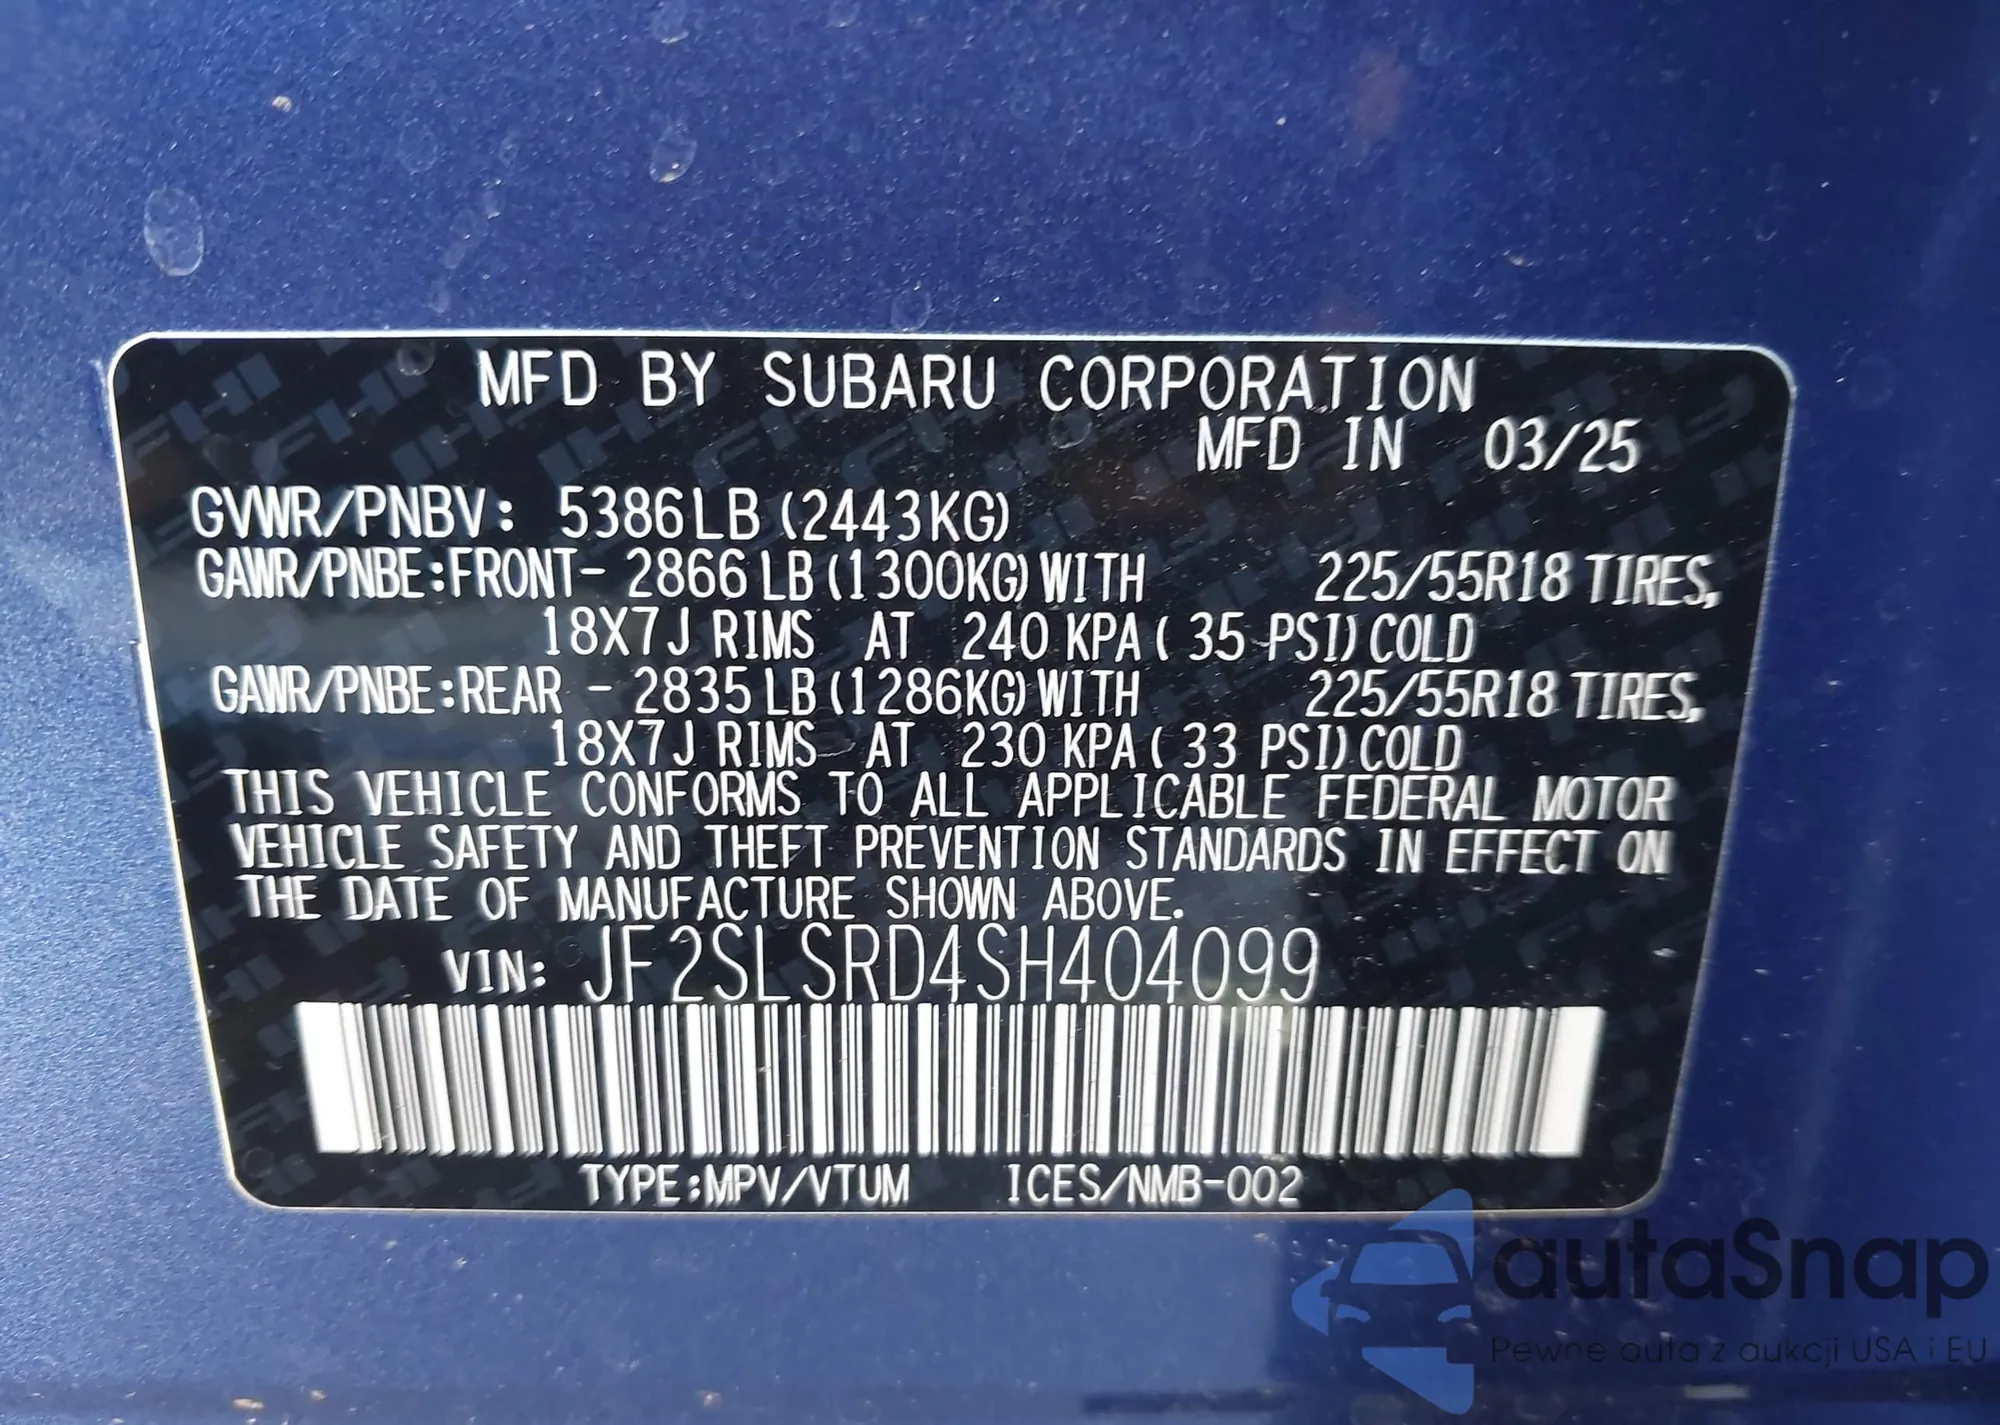 MFD BY SUBARU CORPORATION
MFD IN 03/25
GVWR/PNBV: 5386LB (2443KG)
GAWR/PNBE:FRONT- 2866 LB (1300KG) WITH 225/55R18 TIRES,
18X7J RIMS AT 240 KPA ( 35 PSI) COLD
GAWR/PNBE:REAR - 2835 LB (1286KG) WITH 225/55R18 TIRES,
18X7J RIMS AT 230 KPA ( 33 PSI) COLD
THIS VEHICLE CONFORMS TO ALL APPLICABLE FEDERAL MOTOR
VEHICLE SAFETY AND THEFT PREVENTION STANDARDS IN EFFECT ON
THE DATE OF MANUFACTURE SHOWN ABOVE.
VIN: JF2SLSRD4SH404099
TYPE:MPV/VTUM ICES/NMB-002
autaSnap
Pewne auta z aukcji USA i EU